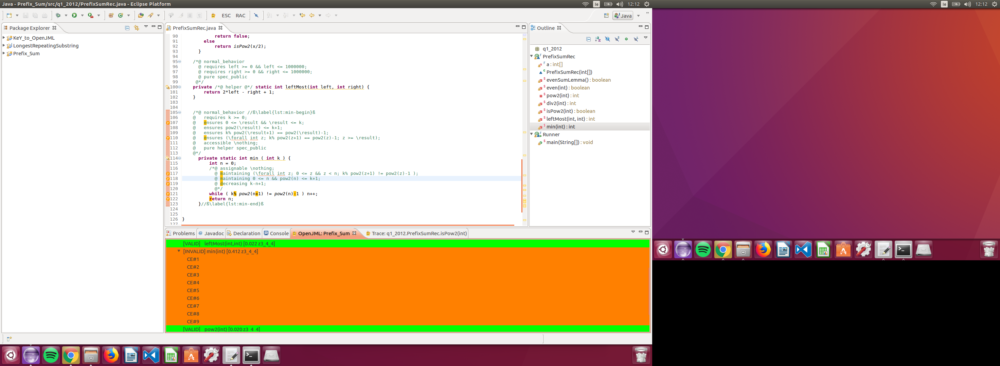 Java - Prefix_Sum/src/q1_2012/PrefixSumRec.java - Eclipse Platform
Ie
12:12
Ie
12:12
ESC RAC
Java
Package Explorer
KeY_to_OpenJML
LongestRepeatingSubstring
Prefix_Sum
PrefixSumRec.java
90 return false;
91 else
92 return isPow2(x/2);
93 }
94
95 /*@ normal_behavior
96 @ requires left >= 0 && left <= 1000000;
97 @ requires right >= 0 && right <= 1000000;
98 @ pure spec_public
99 @*/
100 private /*@ helper @*/ static int leftMost(int left, int right) {
101 return 2*left - right + 1;
102 }
103
104
105 /*@ normal_behavior //ß\label{lst:min-begin}ß
106 @ requires k >= 0;
107 @ ensures 0 <= \result && \result <= k;
108 @ ensures pow2(\result) <= k+1;
109 @ ensures k% pow2(\result+1) == pow2(\result)-1;
110 @ ensures (\forall int z; k% pow2(z+1) == pow2(z)-1; z >= \result);
111 @ accessible \nothing;
112 @ pure helper spec_public
113 @*/
114 private static int min ( int k ) {
115 int n = 0;
116 /*@ assignable \nothing;
117 @ maintaining (\forall int z; 0 <= z && z < n; k% pow2(z+1) != pow2(z)-1 );
118 @ maintaining 0 <= n && pow2(n) <= k+1;
119 @ decreasing k-n+1;
120 @*/
121 while ( k% pow2(n+1) != pow2(n)-1 ) n++;
122 return n;
123 }//ß\label{lst:min-end}ß
124
125
126 }
127
Outline
q1_2012
PrefixSumRec
a : int[]
PrefixSumRec(int[])
evenSumLemma() : boolean
even(int) : boolean
pow2(int) : int
div2(int) : int
isPow2(int) : boolean
leftMost(int, int) : int
min(int) : int
Runner
main(String[]) : void
Problems
Javadoc
Declaration
Console
OpenJML: Prefix_Sum
Trace: q1_2012.PrefixSumRec.isPow2(int)
[VALID] leftMost(int,int) [0.022 z3_4_4]
[INVALID] min(int) [0.412 z3_4_4]
CE#1
CE#2
CE#3
CE#4
CE#5
CE#6
CE#7
CE#8
CE#9
[VALID] pow2(int) [0.020 z3_4_4]